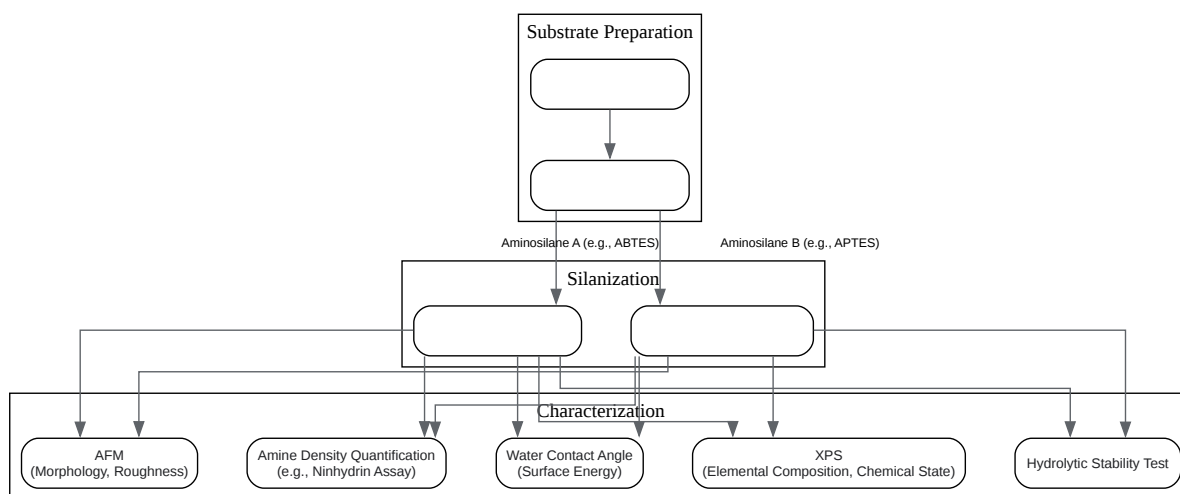 Substrate Preparation
Aminosilane A (e.g., ABTES)
Aminosilane B (e.g., APTES)
Silanization
Characterization
AFM
(Morphology, Roughness)
Amine Density Quantification
(e.g., Ninhydrin Assay)
Water Contact Angle
(Surface Energy)
XPS
(Elemental Composition, Chemical State)
Hydrolytic Stability Test